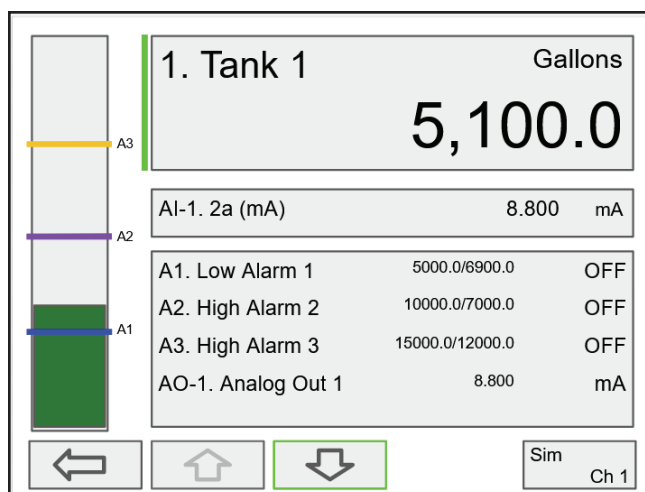 1. Tank 1 Gallons
5,100.0
A3
AI-1. 2a (mA) 8.800 mA
A2
A1. Low Alarm 1 5000.0/6900.0 OFF
A2. High Alarm 2 10000.0/7000.0 OFF
A1
A3. High Alarm 3 15000.0/12000.0 OFF
AO-1. Analog Out 1 8.800 mA
Sim
Ch 1